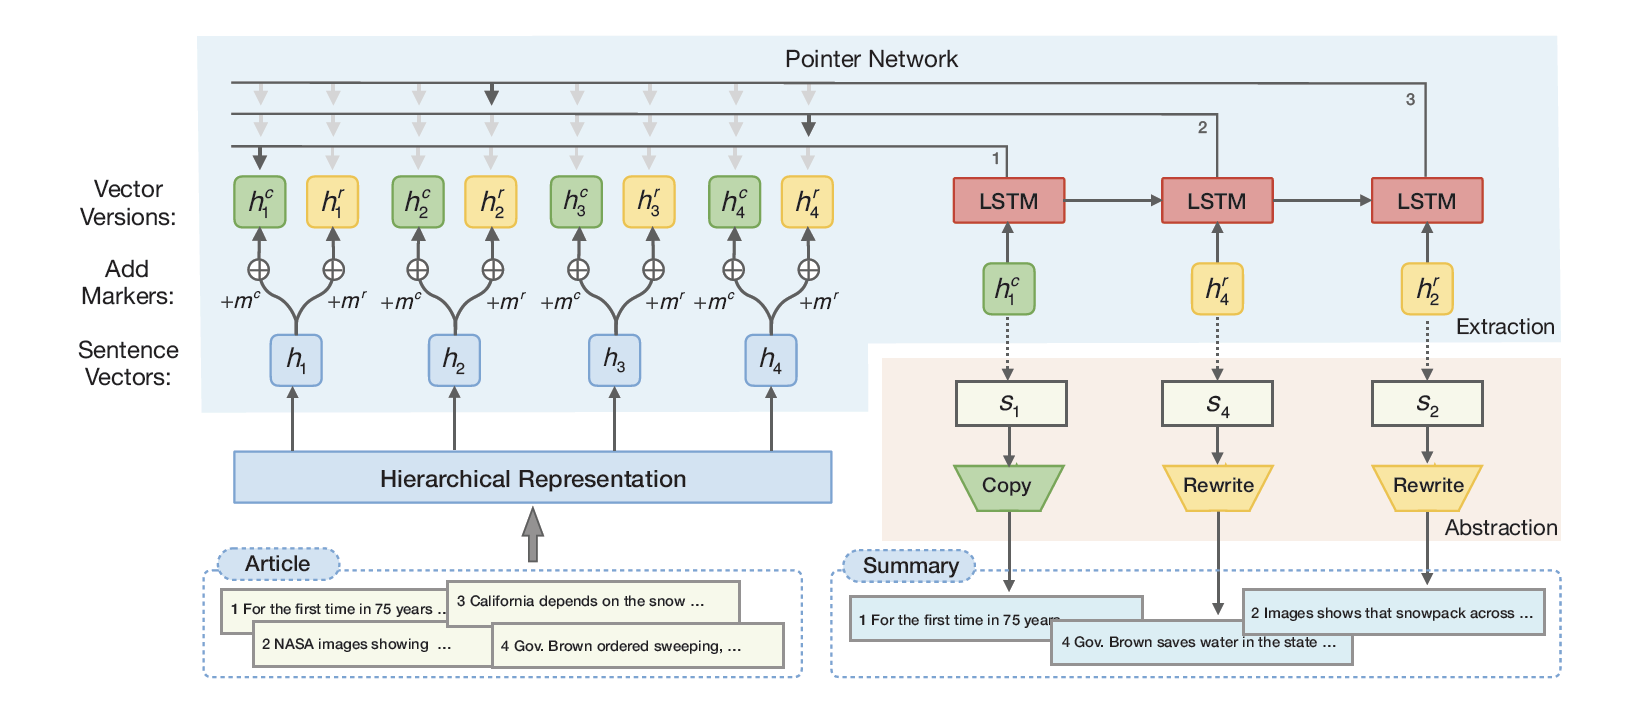 Pointer Network
3
2
1
Vector
Versions:
h₁ᶜ h₁ʳ h₂ᶜ h₂ʳ h₃ᶜ h₃ʳ h₄ᶜ h₄ʳ
LSTM LSTM LSTM
Add
Markers:
+mᶜ +mʳ +mᶜ +mʳ +mᶜ +mʳ +mᶜ +mʳ
h₁ᶜ h₄ʳ h₂ʳ
Extraction
Sentence
Vectors:
h₁ h₂ h₃ h₄
s₁ s₄ s₂
Hierarchical Representation
Copy Rewrite Rewrite
Abstraction
Article
1 For the first time in 75 years ..
3 California depends on the snow ...
2 NASA images showing ...
4 Gov. Brown ordered sweeping, ...
Summary
1 For the first time in 75 years
2 Images shows that snowpack across ...
4 Gov. Brown saves water in the state ...